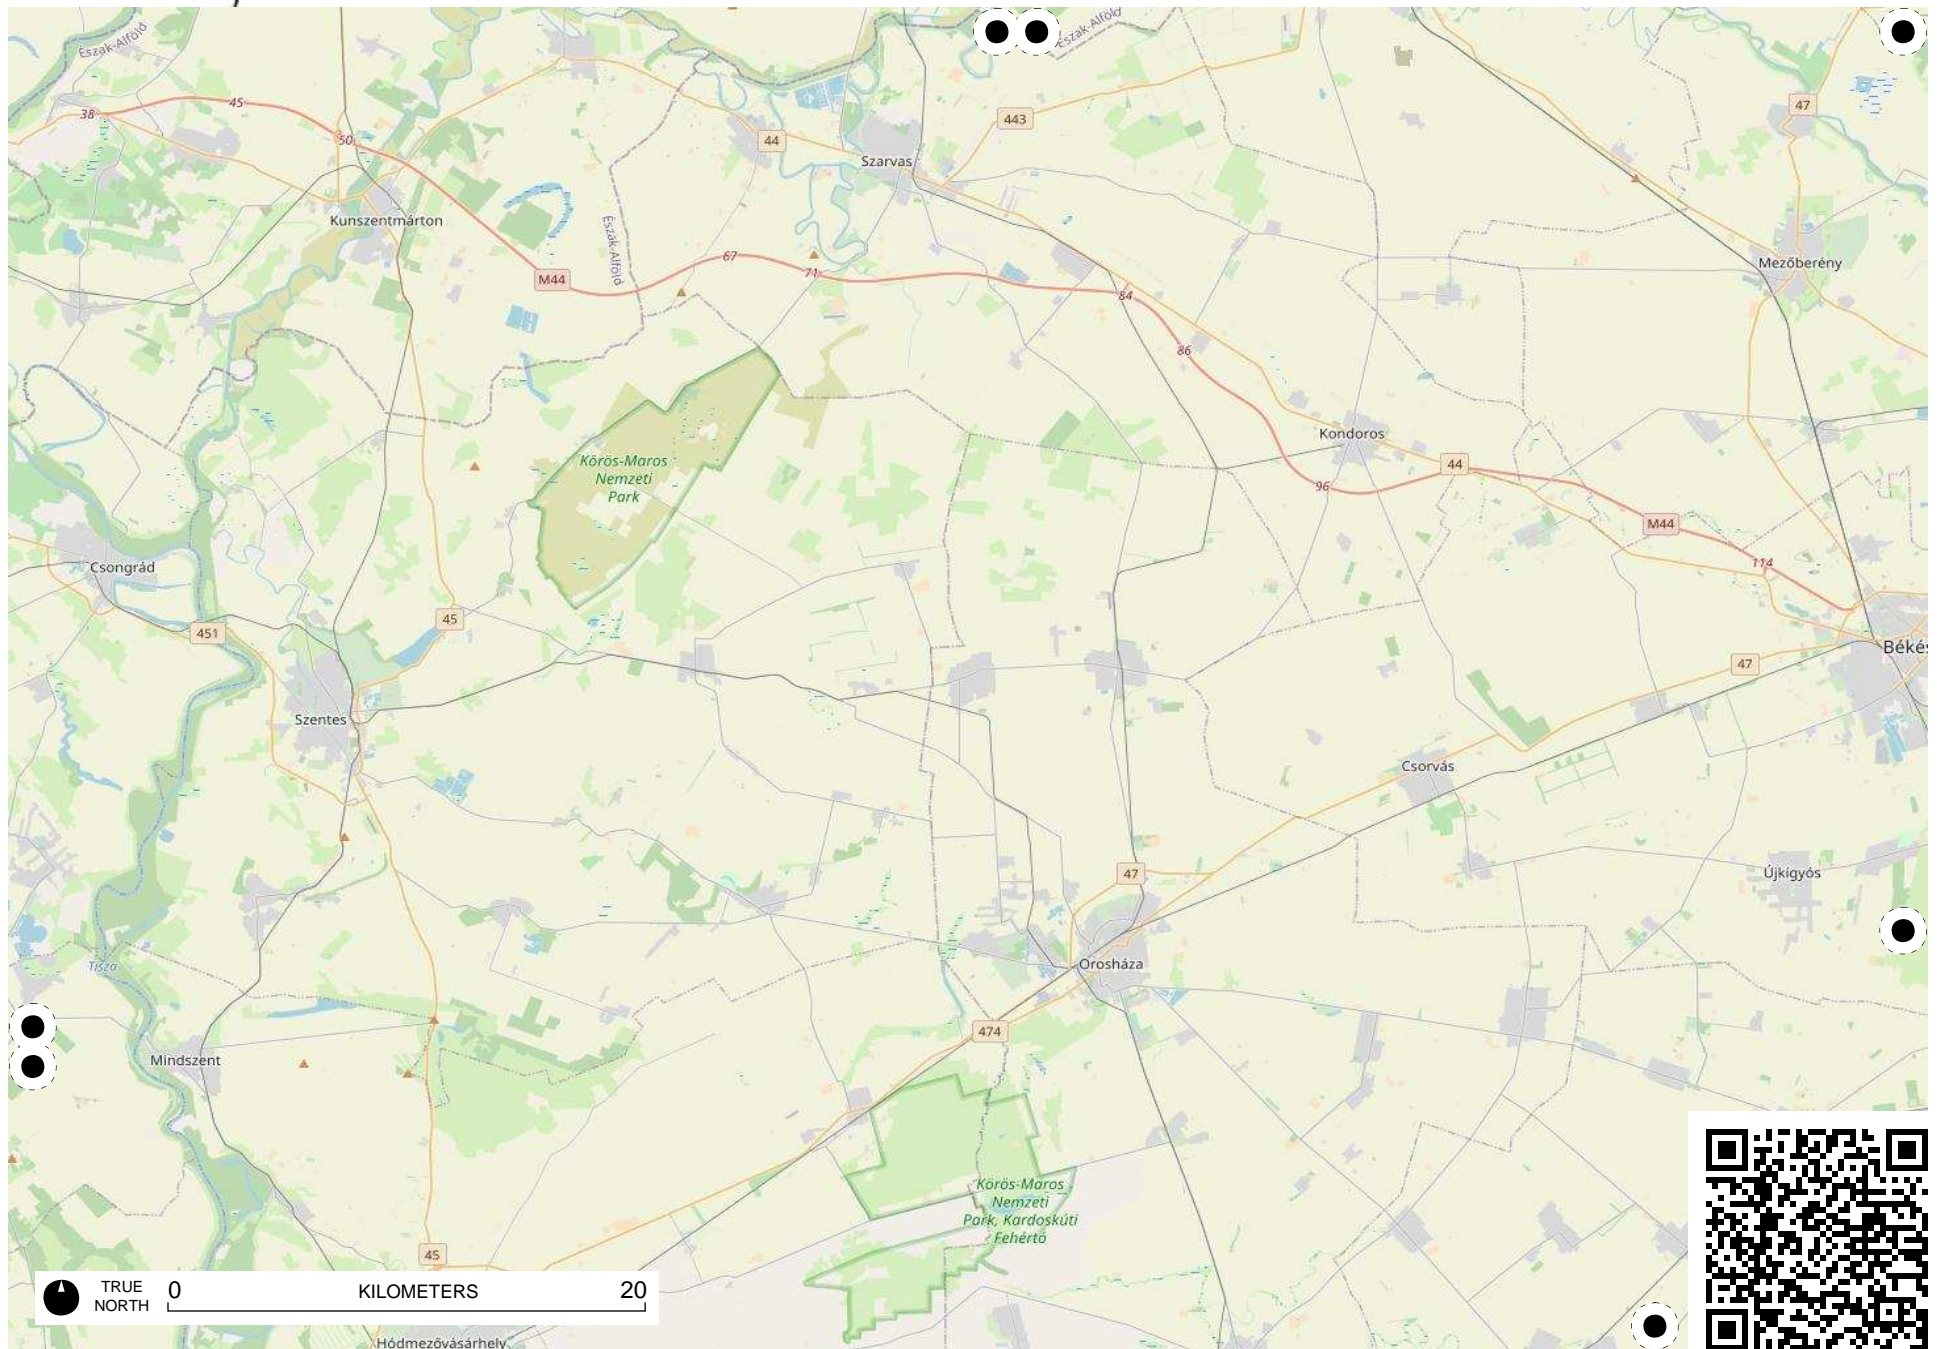 Észak-Alföld
Észak-Alföld
38
45
50
44
443
47
Szarvas
Kunszentmárton
Észak-Alföld
M44
67
71
84
86
Mezőberény
Kondoros
44
96
Körös-Maros
Nemzeti
Park
M44
114
Csongrád
451
45
47
Szentes
Csorvás
47
Újkígyós
Tisza
Orosháza
474
Mindszent
Körös-Maros
Nemzeti
Park, Kardoskúti
Fehértó
45
TRUE
NORTH
0
KILOMETERS
20
Hódmezővásárhely